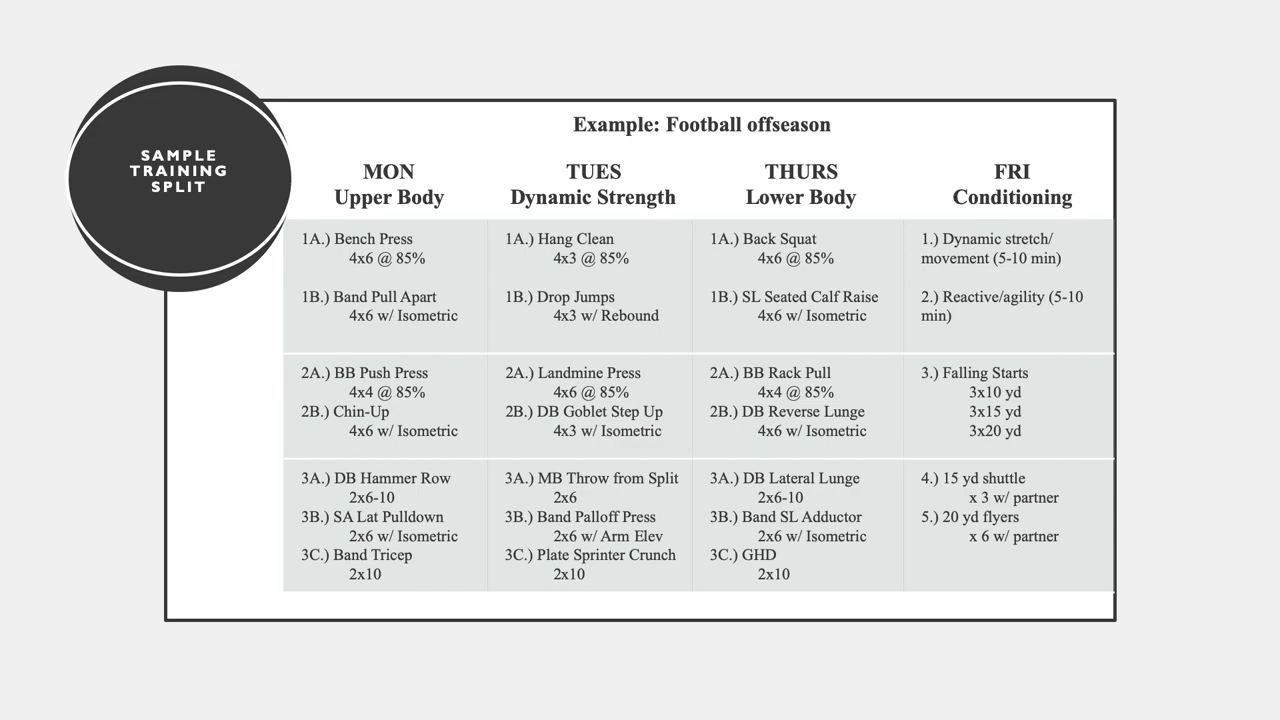 SAMPLE
TRAINING
SPLIT
Example: Football offseason
MON
Upper Body
TUES
Dynamic Strength
THURS
Lower Body
FRI
Conditioning
1A.) Bench Press
4x6 @ 85%
1B.) Band Pull Apart
4x6 w/ Isometric
1A.) Hang Clean
4x3 @ 85%
1B.) Drop Jumps
4x3 w/ Rebound
1A.) Back Squat
4x6 @ 85%
1B.) SL Seated Calf Raise
4x6 w/ Isometric
1.) Dynamic stretch/
movement (5-10 min)
2.) Reactive/agility (5-10
min)
2A.) BB Push Press
4x4 @ 85%
2B.) Chin-Up
4x6 w/ Isometric
2A.) Landmine Press
4x6 @ 85%
2B.) DB Goblet Step Up
4x3 w/ Isometric
2A.) BB Rack Pull
4x4 @ 85%
2B.) DB Reverse Lunge
4x6 w/ Isometric
3.) Falling Starts
3x10 yd
3x15 yd
3x20 yd
3A.) DB Hammer Row
2x6-10
3B.) SA Lat Pulldown
2x6 w/ Isometric
3C.) Band Tricep
2x10
3A.) MB Throw from Split
2x6
3B.) Band Palloff Press
2x6 w/ Arm Elev
3C.) Plate Sprinter Crunch
2x10
3A.) DB Lateral Lunge
2x6-10
3B.) Band SL Adductor
2x6 w/ Isometric
3C.) GHD
2x10
4.) 15 yd shuttle
x 3 w/ partner
5.) 20 yd flyers
x 6 w/ partner